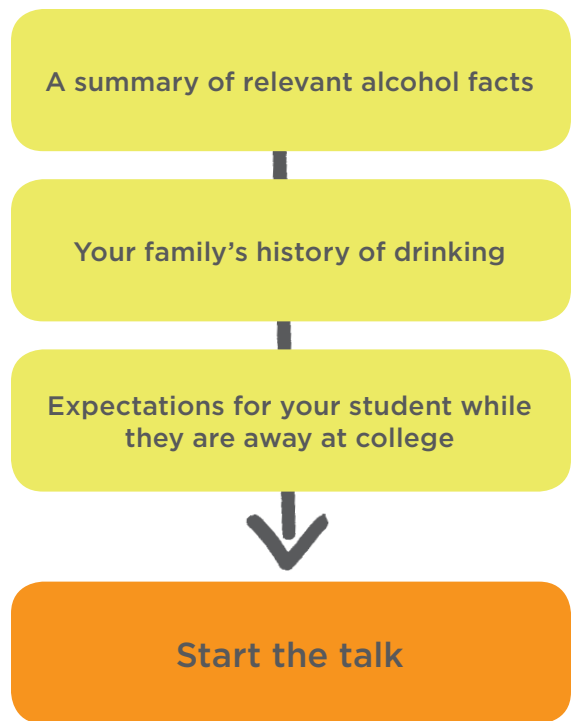 A summary of relevant alcohol facts
Your family’s history of drinking
Expectations for your student while
they are away at college
Start the talk